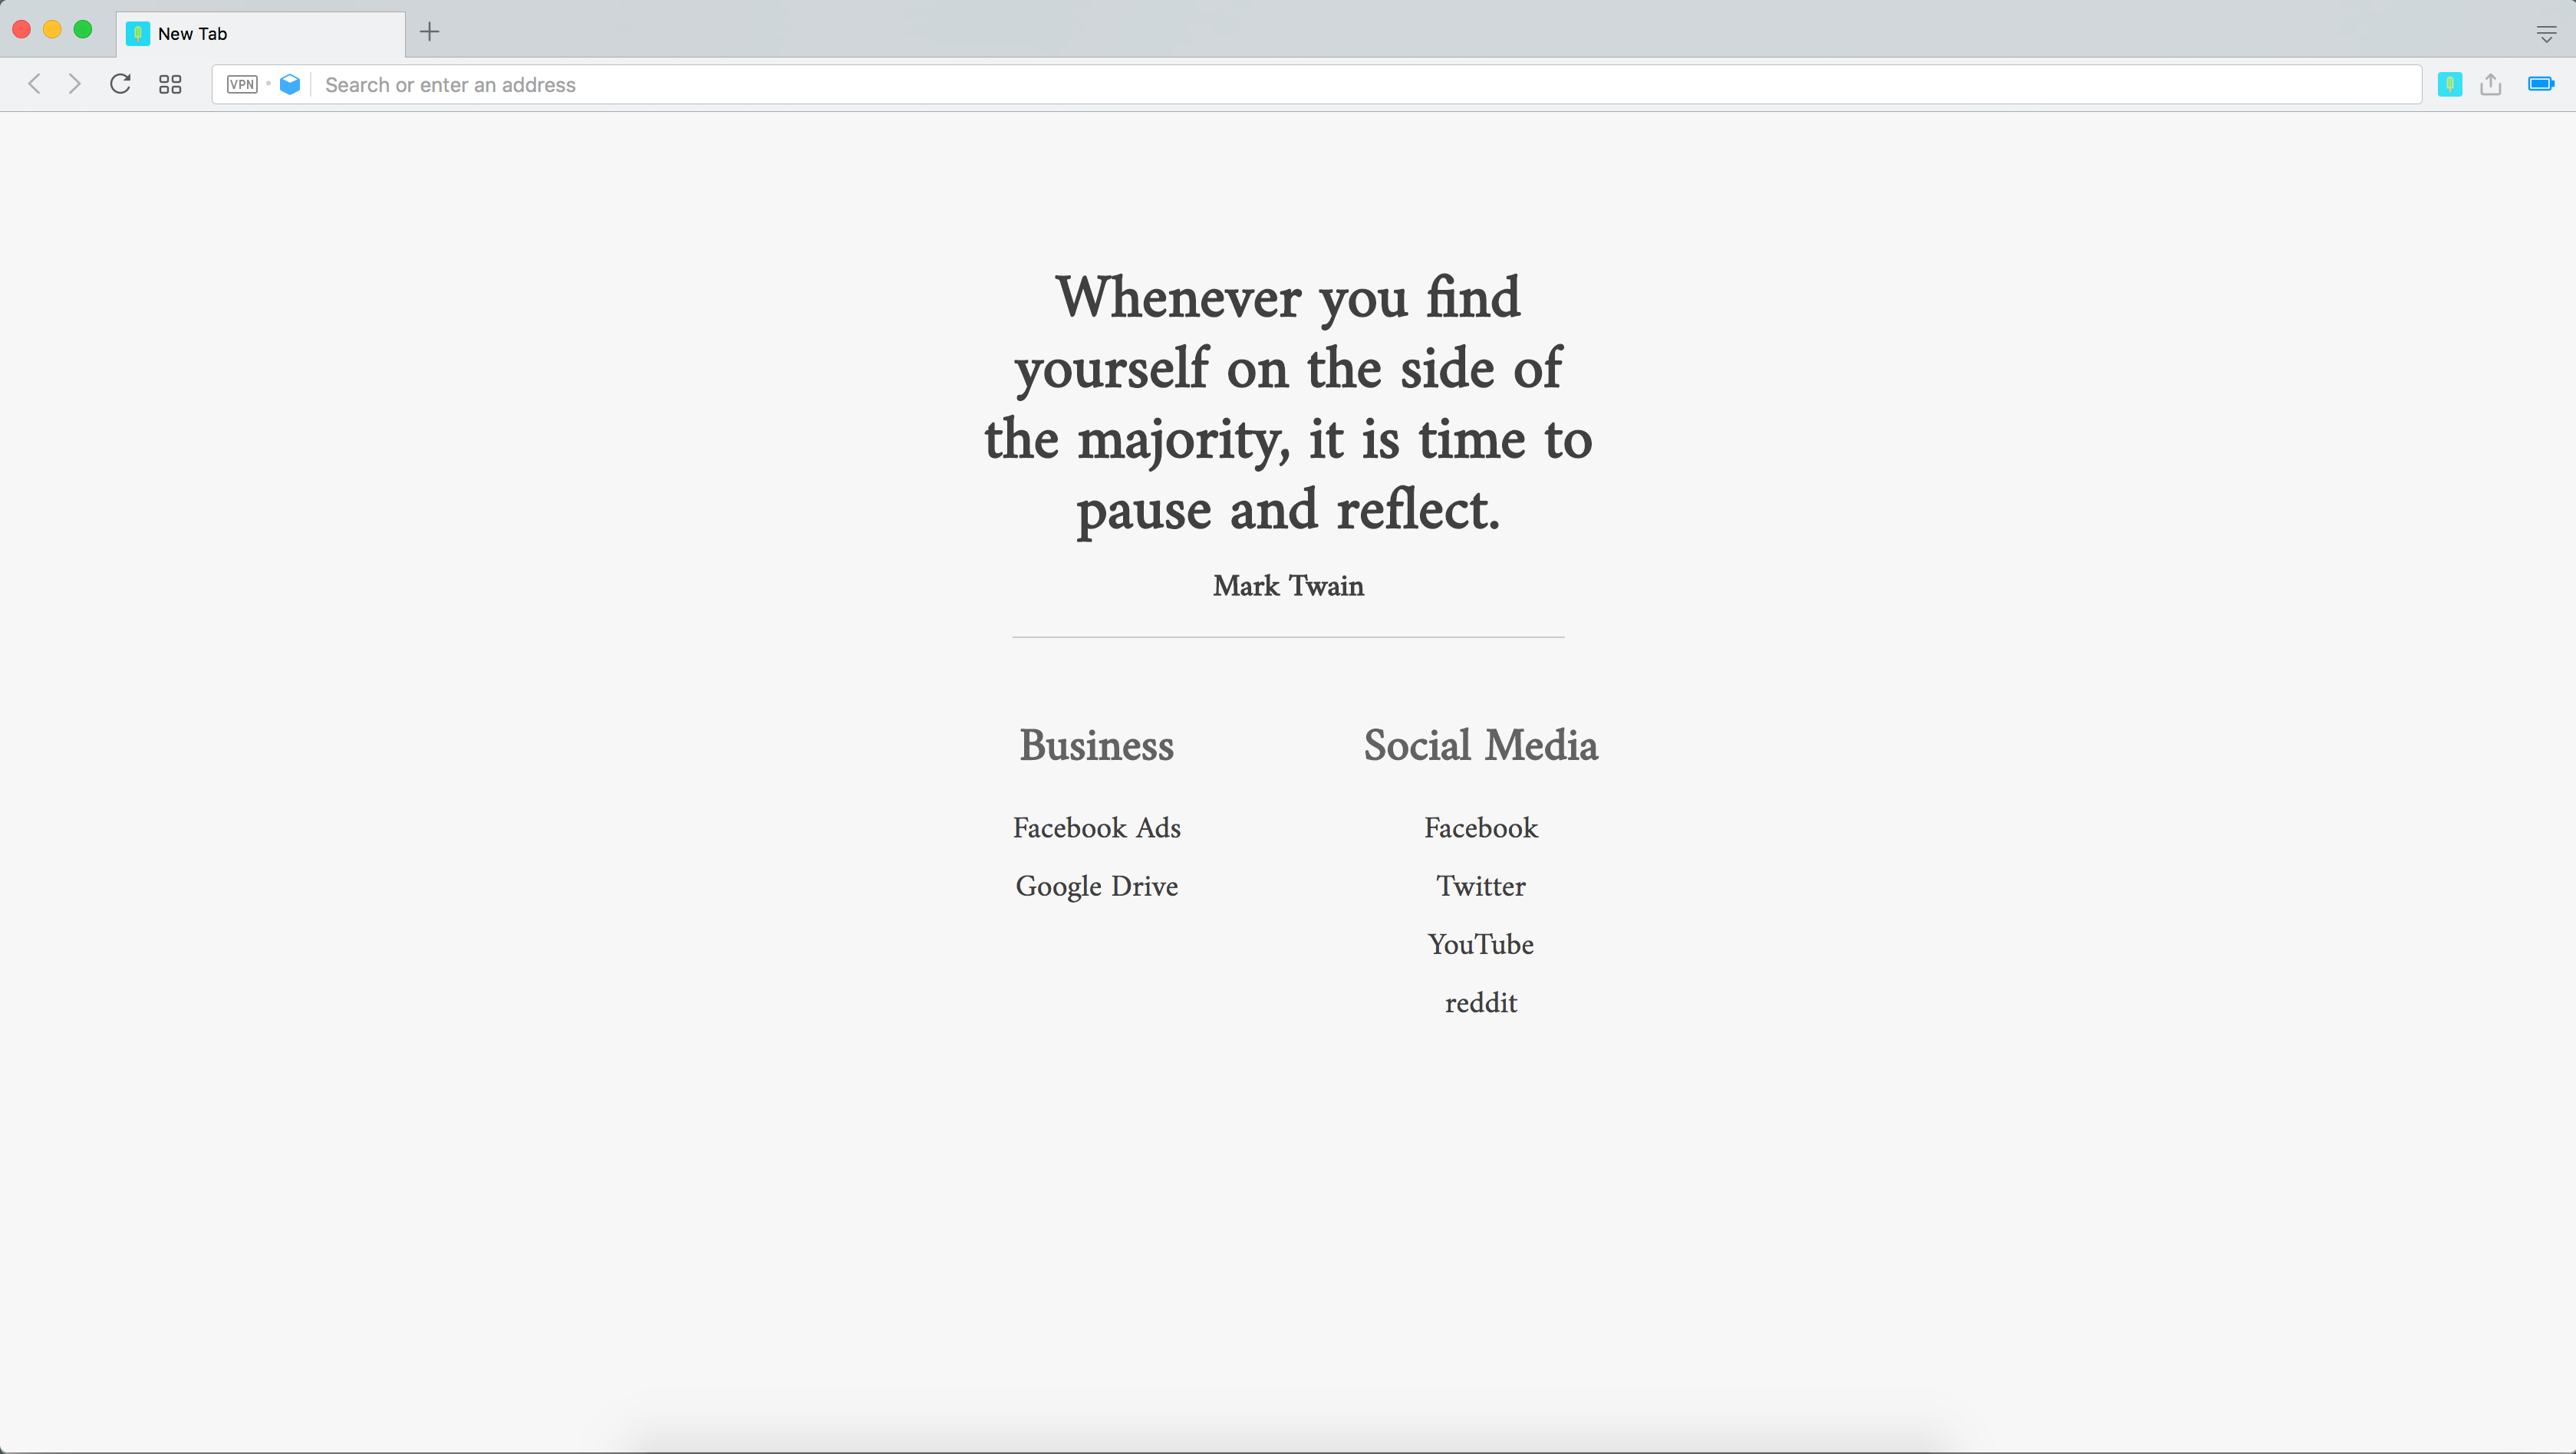 New Tab
VPN
Search or enter an address
Whenever you find
yourself on the side of
the majority, it is time to
pause and reflect.
Mark Twain
Business
Facebook Ads
Google Drive
Social Media
Facebook
Twitter
YouTube
reddit